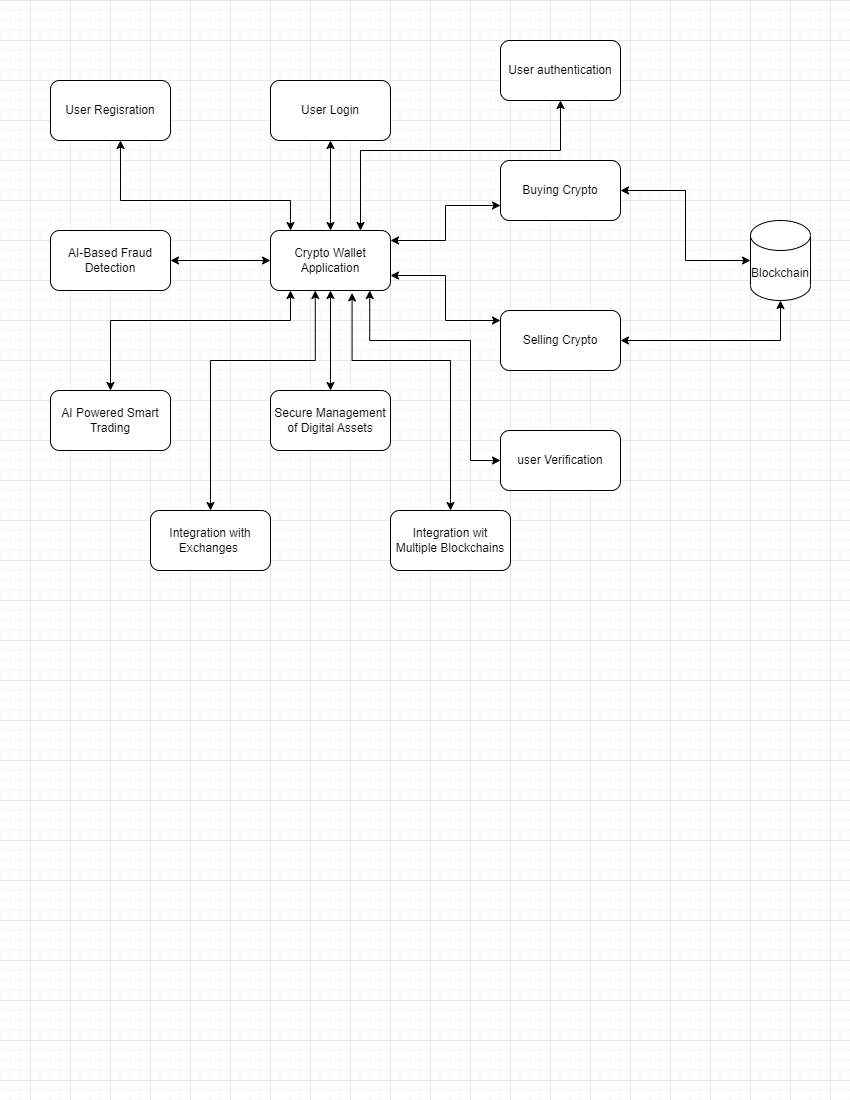 User authentication
User Regisration
User Login
Buying Crypto
AI-Based Fraud
Detection
Crypto Wallet
Application
Blockchain
Selling Crypto
AI Powered Smart
Trading
Secure Management
of Digital Assets
user Verification
Integration with
Exchanges
Integration wit
Multiple Blockchains